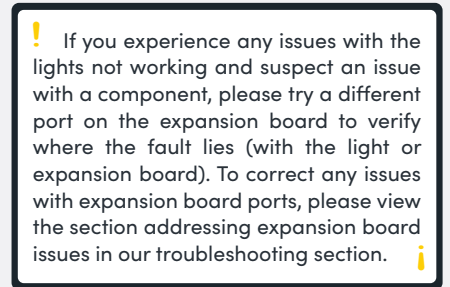 ! If you experience any issues with the
lights not working and suspect an issue
with a component, please try a different
port on the expansion board to verify
where the fault lies (with the light or
expansion board). To correct any issues
with expansion board ports, please view
the section addressing expansion board
issues in our troubleshooting section. ¡